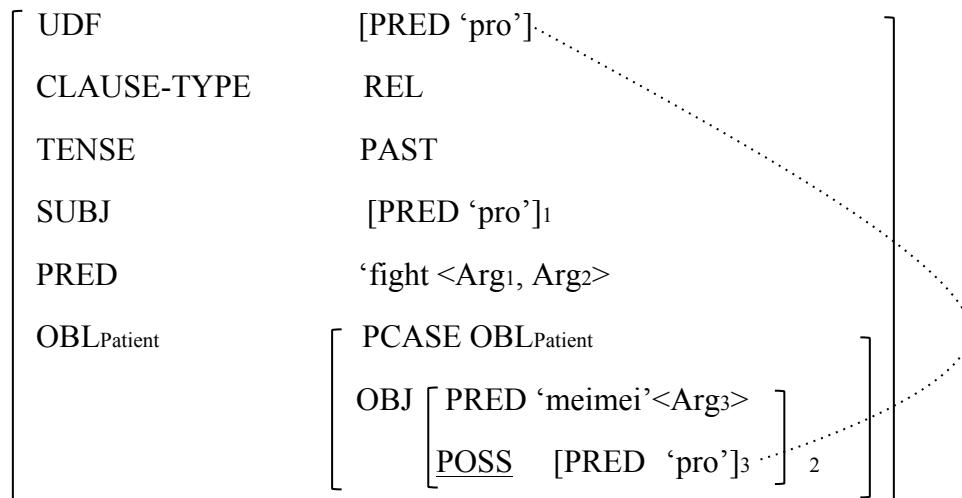 UDF [PRED ‘pro’]
CLAUSE-TYPE REL
TENSE PAST
SUBJ [PRED ‘pro’]1
PRED ‘fight <Arg1, Arg2>
OBLPatient PCASE OBLPatient
OBJ PRED ‘meimei’<Arg3>
POSS [PRED ‘pro’]3 2